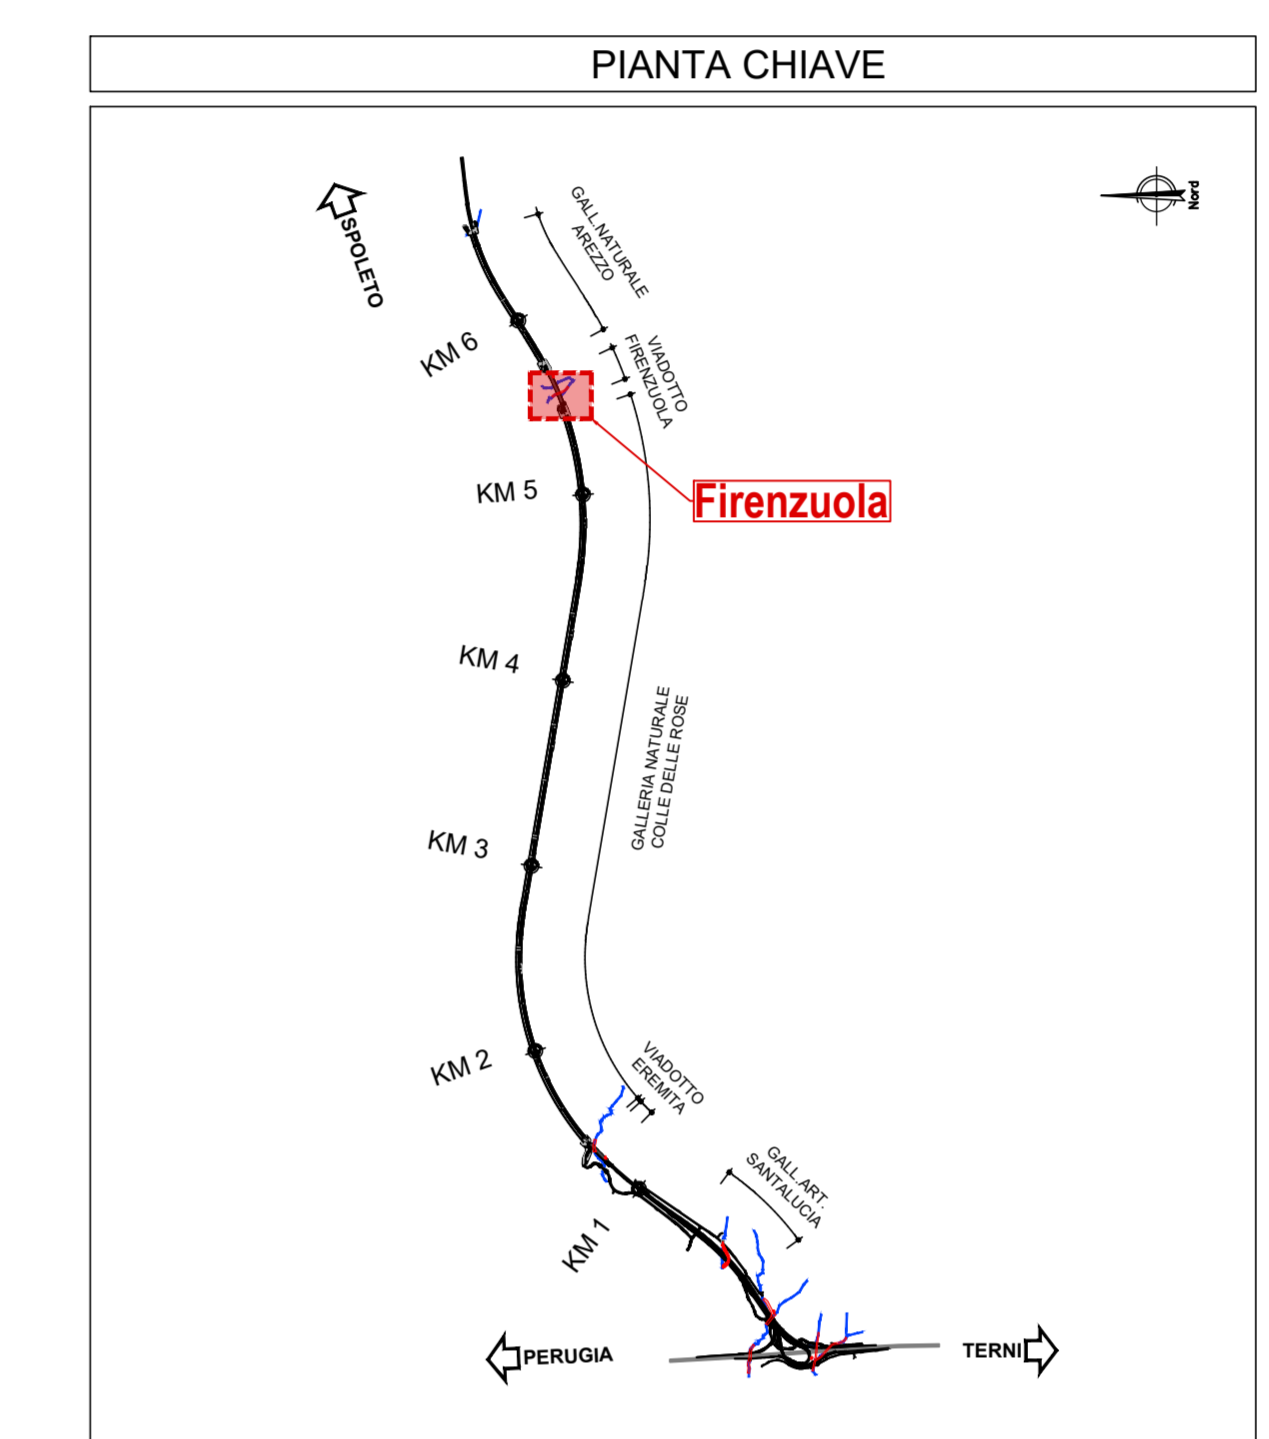 PIANTA CHIAVE
Nord
SPOLETO
GALL.NATURALE
AREZZO
KM 6
VIADOTTO
FIRENZUOLA
KM 5
Firenzuola
KM 4
GALLERIA NATURALE
COLLE DELLE ROSE
KM 3
KM 2
VIADOTTO
EREMITA
GALL.ART.
SANTALUCIA
KM 1
PERUGIA
TERNI